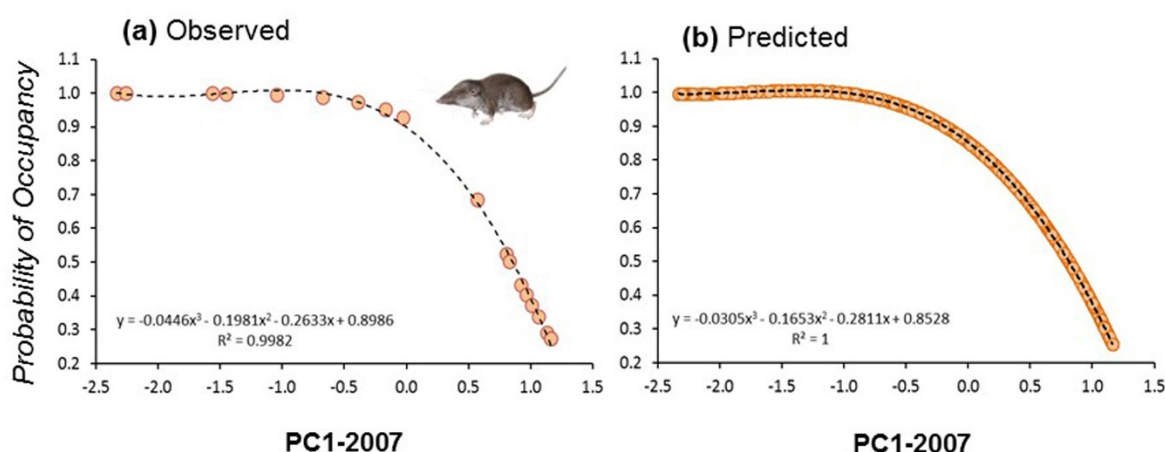 (a) Observed
(b) Predicted
Probability of Occupancy
1.1
1.0
0.9
0.8
0.7
0.6
0.5
0.4
0.3
0.2
y = -0.0446x³ - 0.1981x² - 0.2633x + 0.8986
R² = 0.9982
-2.5 -2.0 -1.5 -1.0 -0.5 0.0 0.5 1.0 1.5
PC1-2007
1.1
1.0
0.9
0.8
0.7
0.6
0.5
0.4
0.3
0.2
y = -0.0305x³ - 0.1653x² - 0.2811x + 0.8528
R² = 1
-2.5 -2.0 -1.5 -1.0 -0.5 0.0 0.5 1.0 1.5
PC1-2007